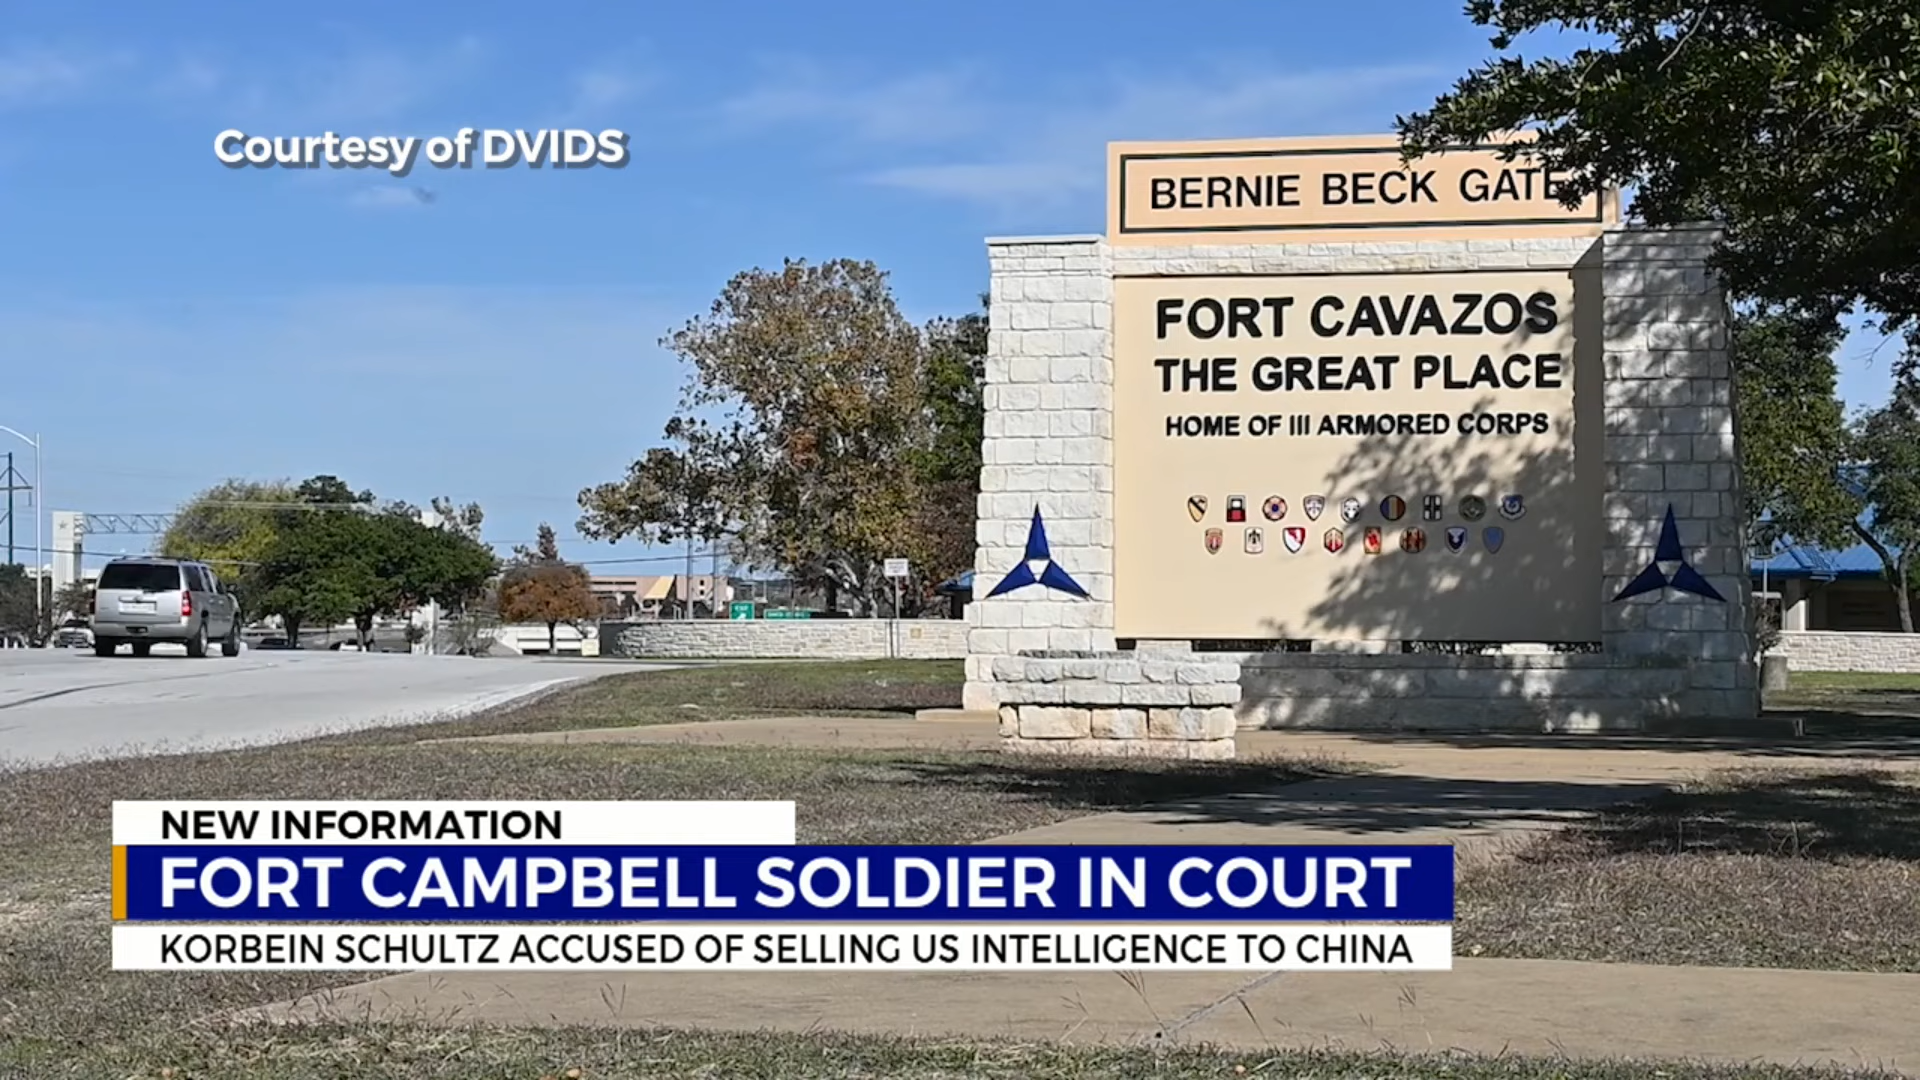 Courtesy of DVIDS
BERNIE BECK GATE
FORT CAVAZOS
THE GREAT PLACE
HOME OF III ARMORED CORPS
NEW INFORMATION
FORT CAMPBELL SOLDIER IN COURT
KORBEIN SCHULTZ ACCUSED OF SELLING US INTELLIGENCE TO CHINA